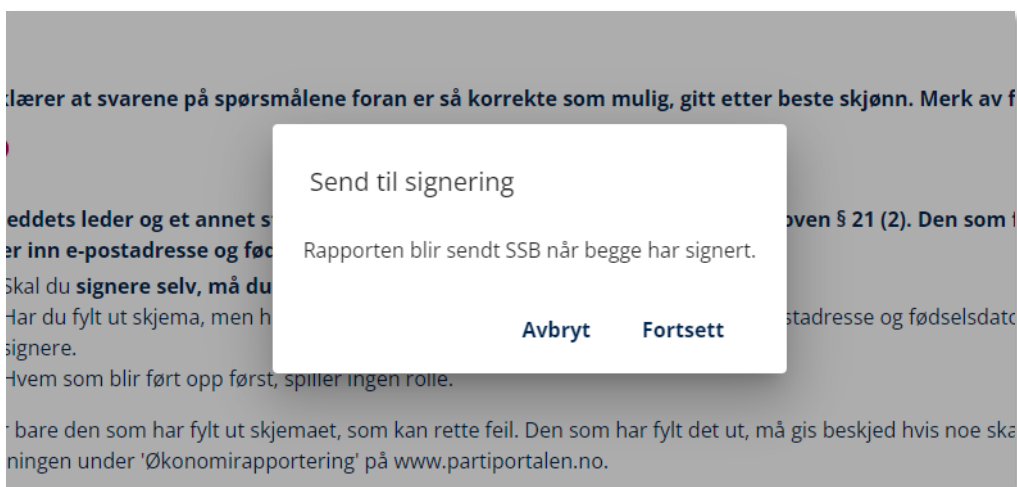 klærer at svarene på spørsmålene foran er så korrekte som mulig, gitt etter beste skjønn. Merk av f
Send til signering
Rapporten blir sendt SSB når begge har signert.
Avbryt Fortsett
eddets leder og et annet s oven § 21 (2). Den som
er inn e-postadresse og fød
Skal du signere selv, må du
Har du fylt ut skjema, men h stadresse og fødselsdato
signere.
Hvem som blir ført opp først, spiller ingen rolle.
r bare den som har fylt ut skjemaet, som kan rette feil. Den som har fylt det ut, må gis beskjed hvis noe ska
ningen under 'Økonomirapportering' på www.partiportalen.no.